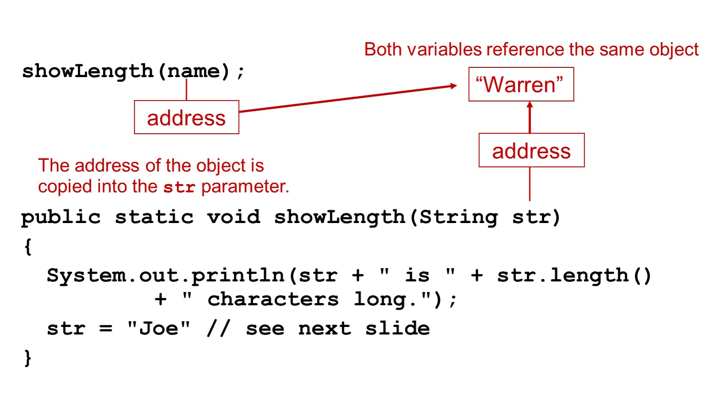 Both variables reference the same object
showLength(name);
“Warren”
address
address
The address of the object is
copied into the str parameter.
public static void showLength(String str)
{
System.out.println(str + " is " + str.length()
+ " characters long.");
str = "Joe" // see next slide
}